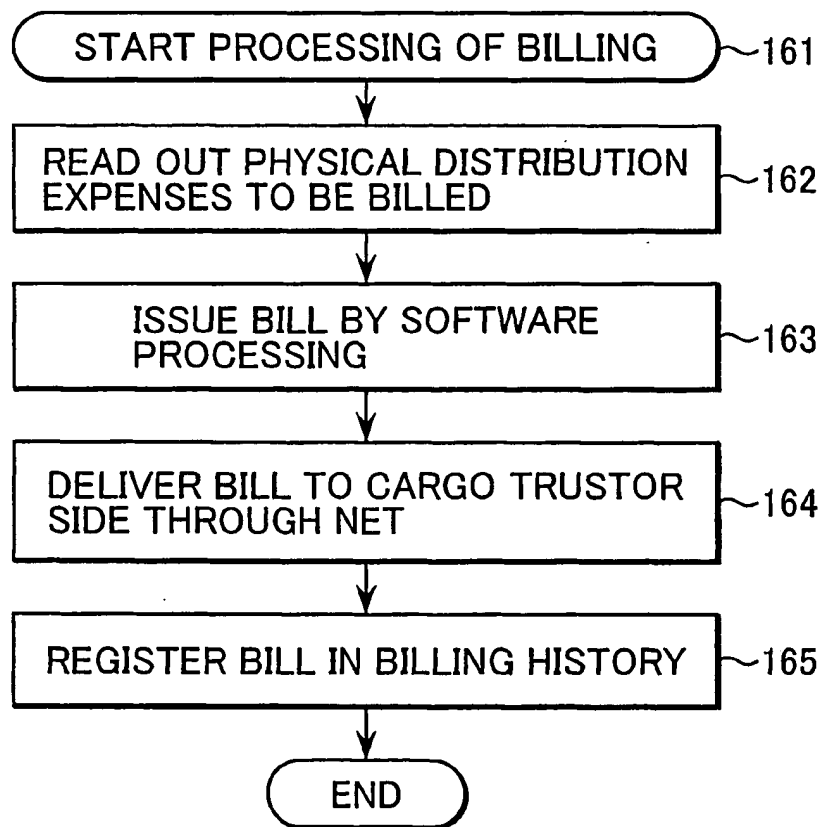 START PROCESSING OF BILLING 161
READ OUT PHYSICAL DISTRIBUTION
EXPENSES TO BE BILLED 162
ISSUE BILL BY SOFTWARE
PROCESSING 163
DELIVER BILL TO CARGO TRUSTOR
SIDE THROUGH NET 164
REGISTER BILL IN BILLING HISTORY 165
END